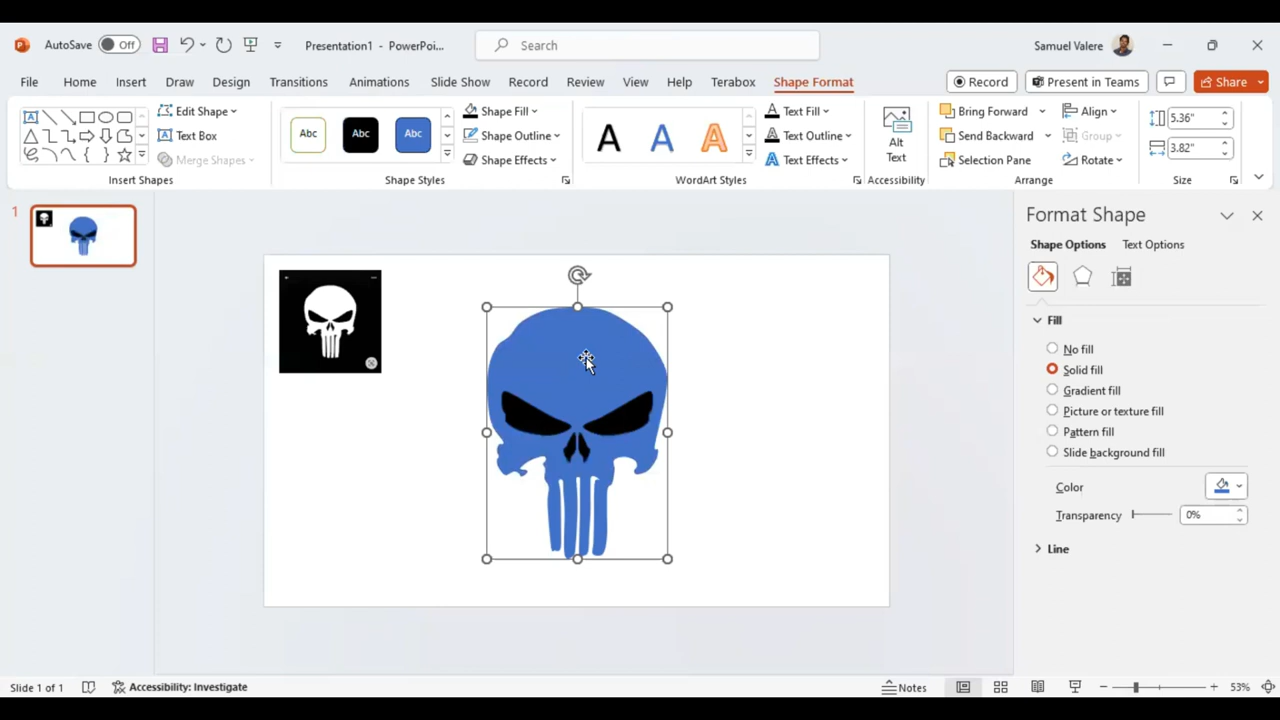 AutoSave Off Presentation1 - PowerPoi... Search Samuel Valere
File Home Insert Draw Design Transitions Animations Slide Show Record Review View Help Terabox Shape Format Record Present in Teams Share
Edit Shape
Text Box
Merge Shapes
Insert Shapes
Abc Abc Abc
Shape Fill
Shape Outline
Shape Effects
Shape Styles
A A A
Text Fill
Text Outline
Text Effects
WordArt Styles
Alt
Text
Accessibility
Bring Forward
Send Backward
Selection Pane
Align
Group
Rotate
Arrange
5.36"
3.82"
Size
1
Format Shape
Shape Options Text Options
Fill
No fill
Solid fill
Gradient fill
Picture or texture fill
Pattern fill
Slide background fill
Color
Transparency 0%
Line
Slide 1 of 1 Accessibility: Investigate Notes 53%